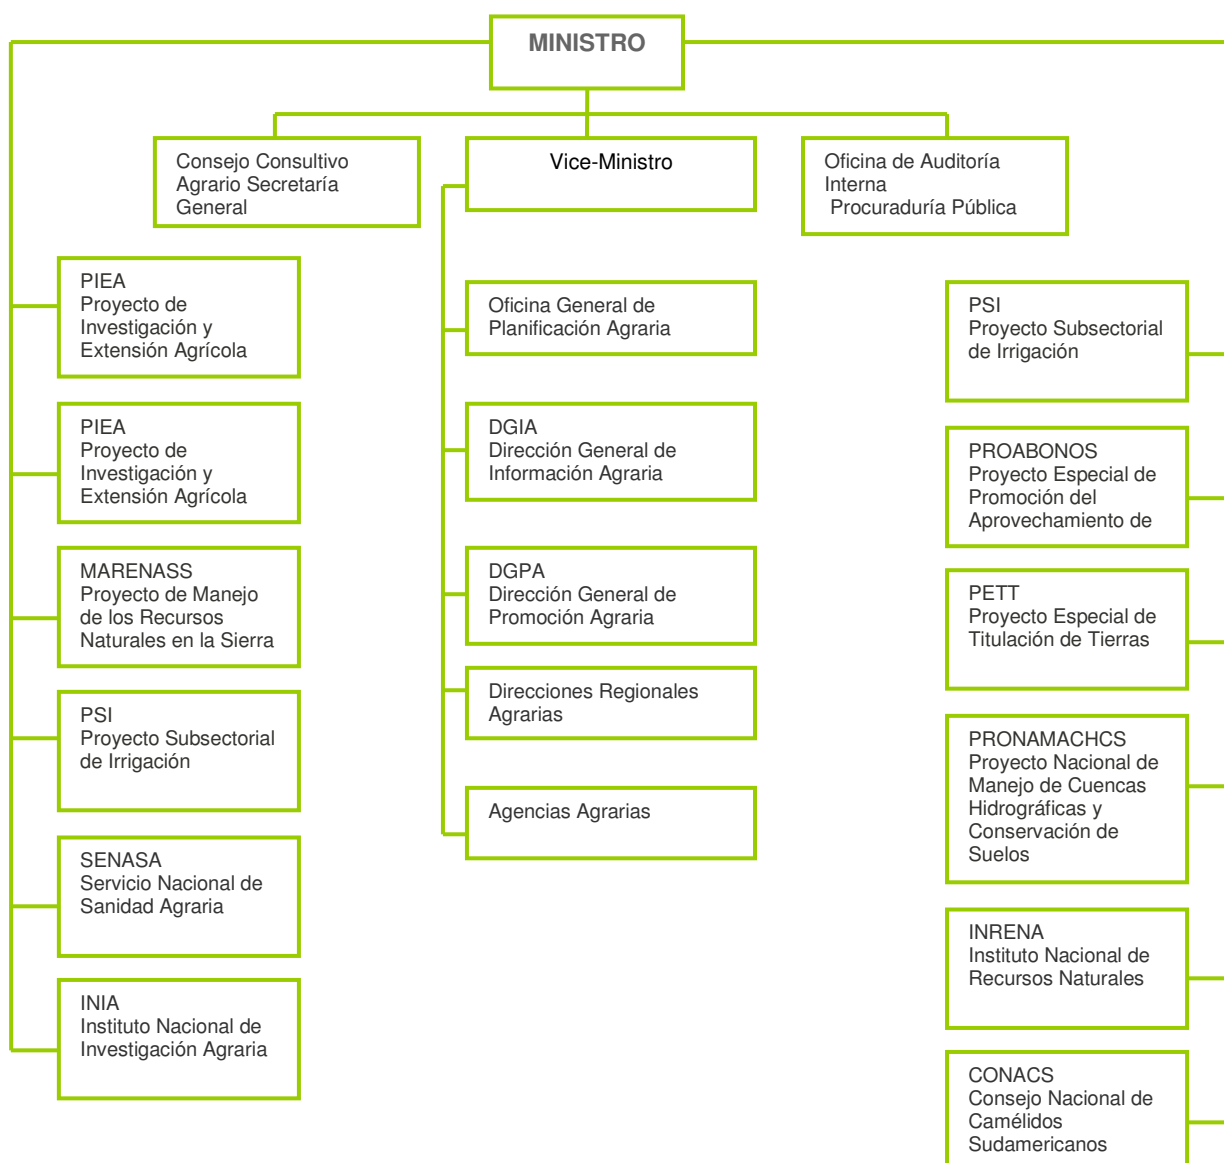 MINISTRO
Consejo Consultivo
Agrario Secretaría
General
Vice-Ministro
Oficina de Auditoría
Interna
Procuraduría Pública
PIEA
Proyecto de
Investigación y
Extensión Agrícola
PIEA
Proyecto de
Investigación y
Extensión Agrícola
MARENASS
Proyecto de Manejo
de los Recursos
Naturales en la Sierra
PSI
Proyecto Subsectorial
de Irrigación
SENASA
Servicio Nacional de
Sanidad Agraria
INIA
Instituto Nacional de
Investigación Agraria
Oficina General de
Planificación Agraria
DGIA
Dirección General de
Información Agraria
DGPA
Dirección General de
Promoción Agraria
Direcciones Regionales
Agrarias
Agencias Agrarias
PSI
Proyecto Subsectorial
de Irrigación
PROABONOS
Proyecto Especial de
Promoción del
Aprovechamiento de
PETT
Proyecto Especial de
Titulación de Tierras
PRONAMACHCS
Proyecto Nacional de
Manejo de Cuencas
Hidrográficas y
Conservación de
Suelos
INRENA
Instituto Nacional de
Recursos Naturales
CONACS
Consejo Nacional de
Camélidos
Sudamericanos